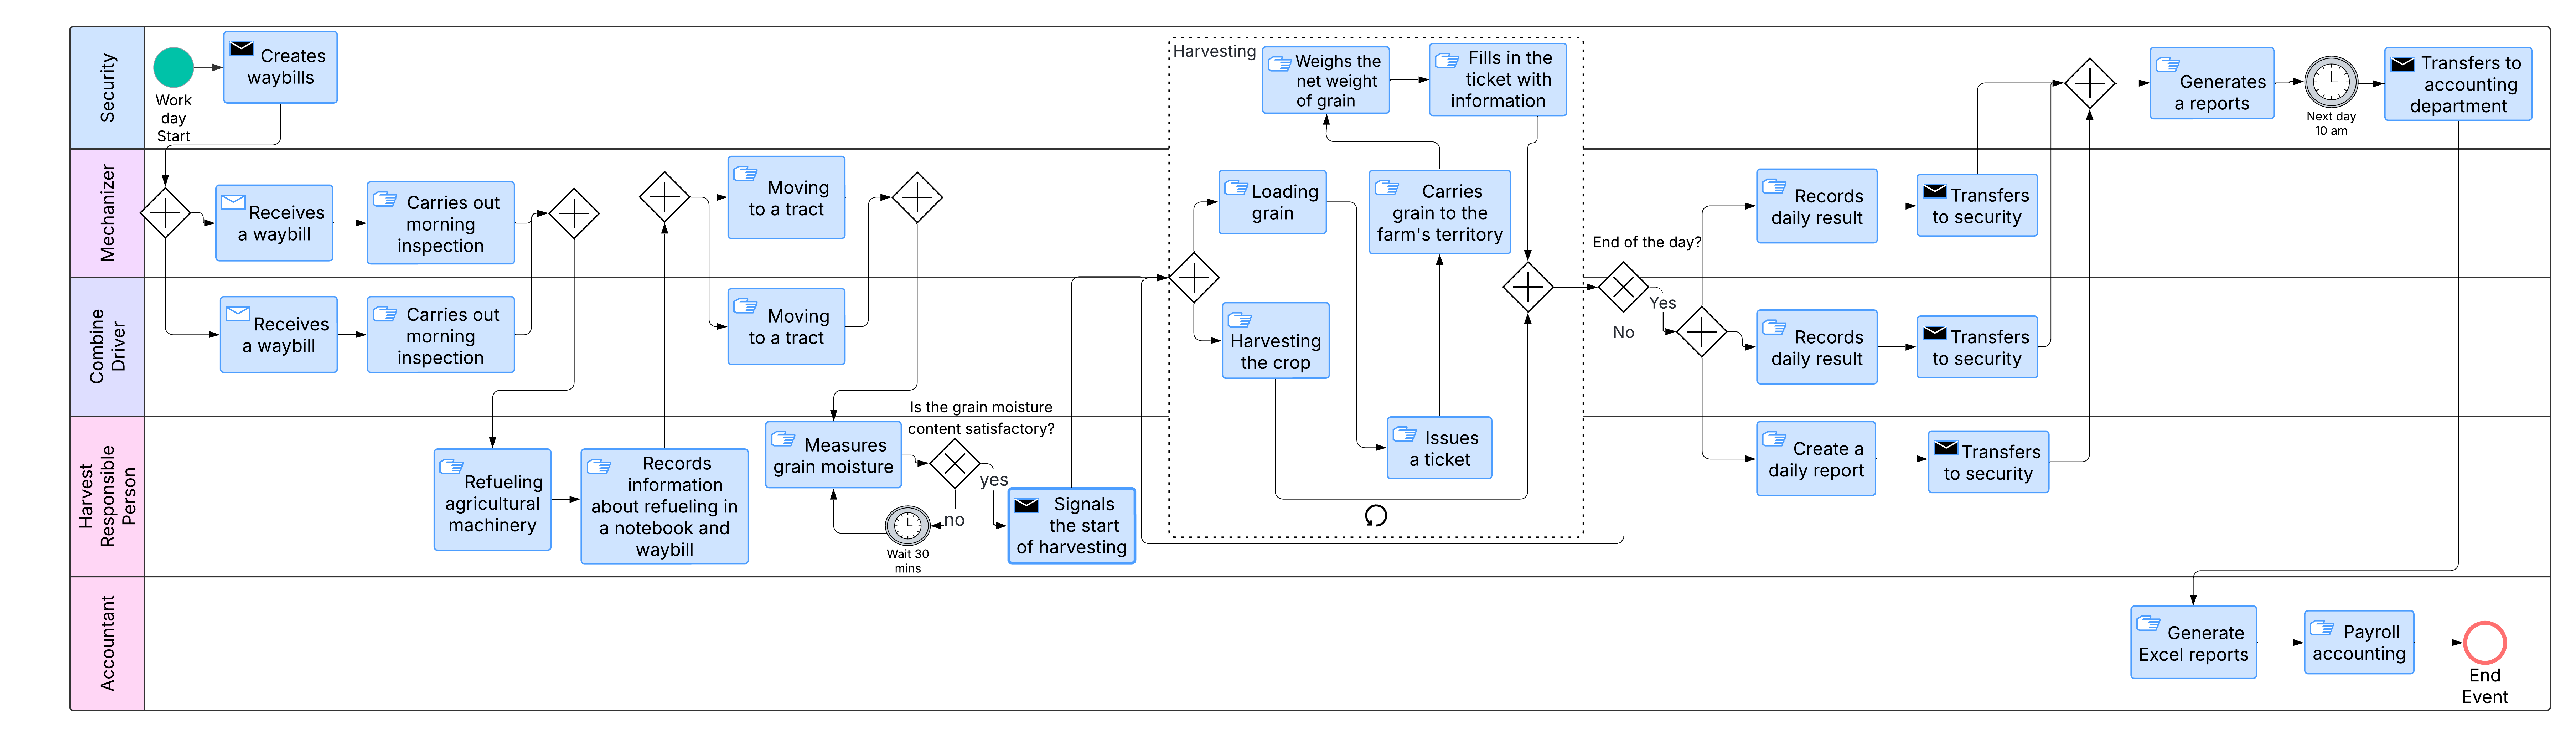 Security
Work
day
Start
Creates
waybills
Harvesting
Weighs the
net weight
of grain
Fills in the
ticket with
information
Generates
a reports
Next day
10 am
Transfers to
accounting
department
Mechanizer
Receives
a waybill
Carries out
morning
inspection
Moving
to a tract
Loading
grain
Carries
grain to the
farm's territory
End of the day?
Records
daily result
Transfers
to security
Combine
Driver
Receives
a waybill
Carries out
morning
inspection
Moving
to a tract
Harvesting
the crop
Yes
No
Records
daily result
Transfers
to security
Harvest
Responsible
Person
Refueling
agricultural
machinery
Records
information
about refueling in
a notebook and
waybill
Measures
grain moisture
Is the grain moisture
content satisfactory?
yes
no
Wait 30
mins
Signals
the start
of harvesting
Issues
a ticket
Create a
daily report
Transfers
to security
Accountant
Generate
Excel reports
Payroll
accounting
End
Event